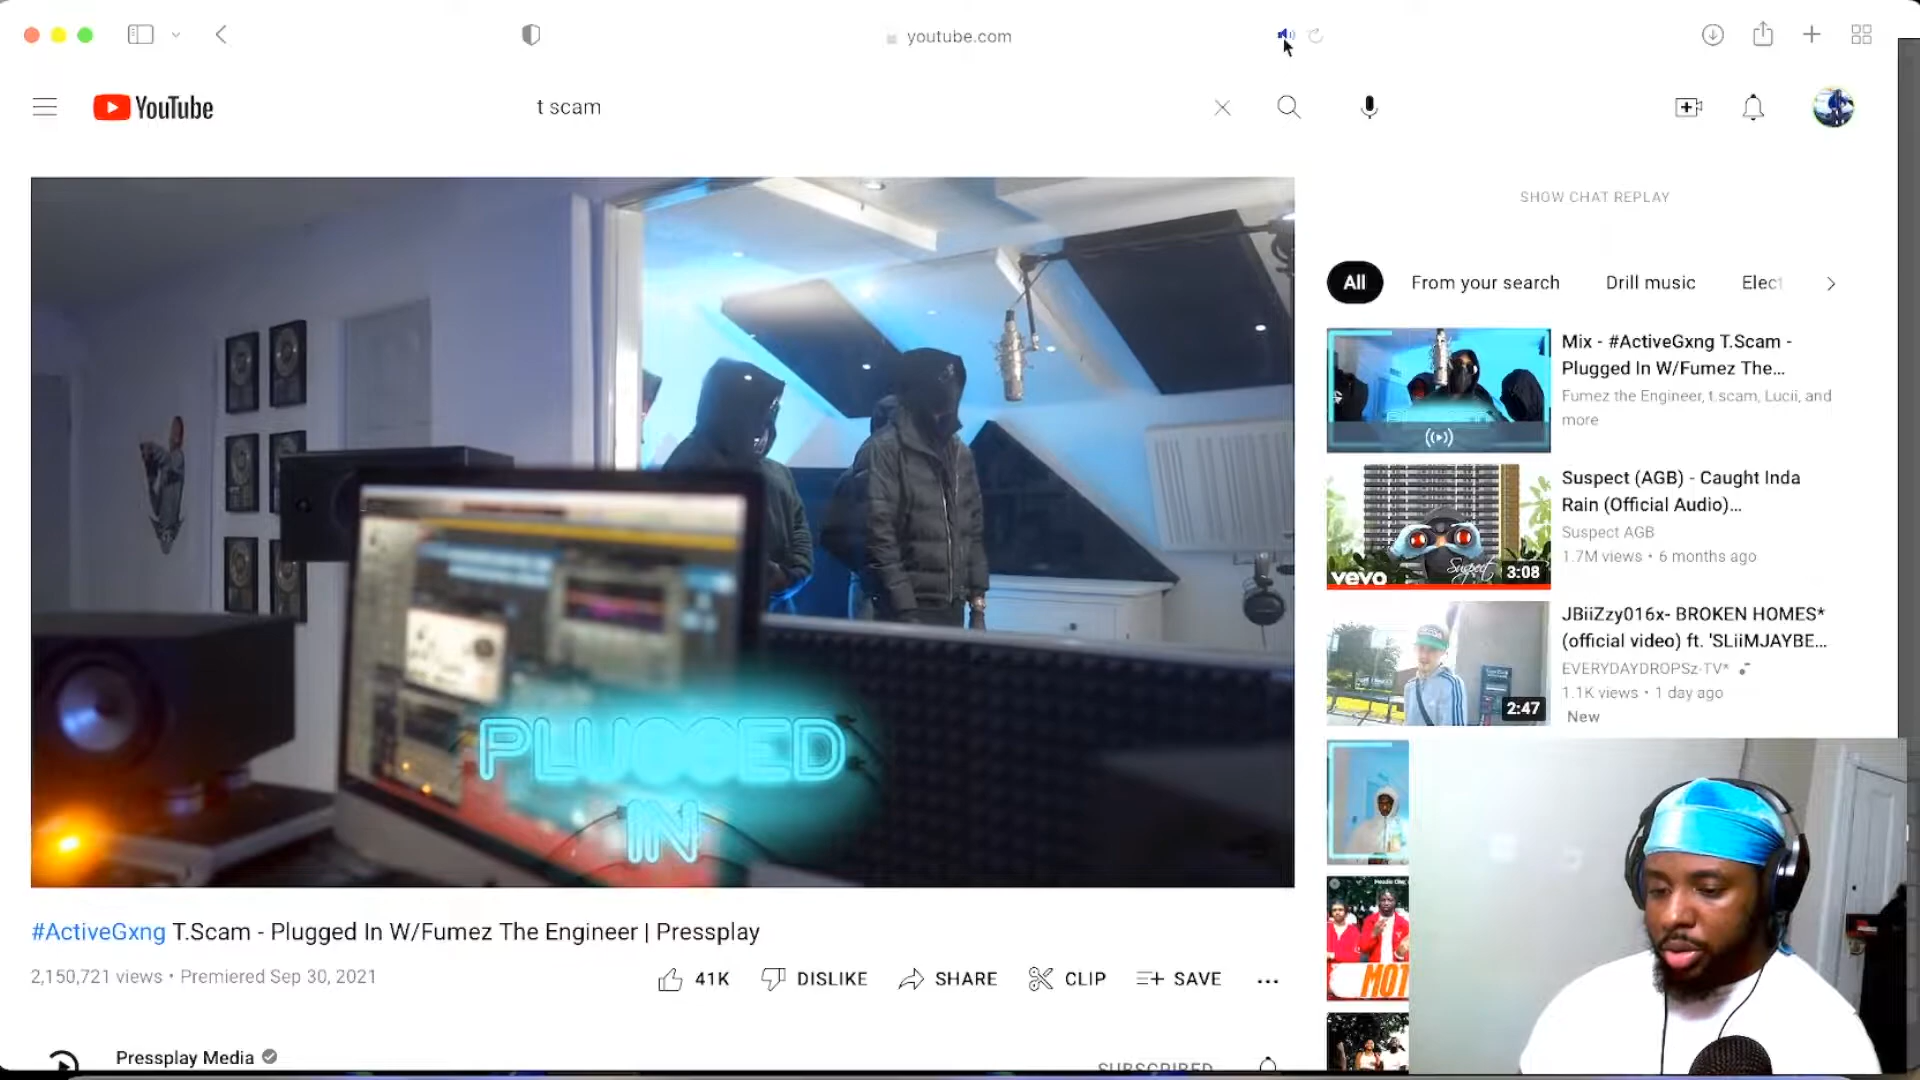 youtube.com
YouTube
t scam
SHOW CHAT REPLAY
All
From your search
Drill music
Elect
Mix - #ActiveGxng T.Scam -
Plugged In W/Fumez The...
Fumez the Engineer, t.scam, Lucii, and
more
Suspect (AGB) - Caught Inda
Rain (Official Audio)...
Suspect AGB
1.7M views • 6 months ago
vevo
Suspect
3:08
JBiiZzy016x- BROKEN HOMES*
(official video) ft. 'SLiiMJAYBE...
EVERYDAYDROPSz-TV*
1.1K views • 1 day ago
New
2:47
PLUGGED
IN
MOT
#ActiveGxng T.Scam - Plugged In W/Fumez The Engineer | Pressplay
2,150,721 views • Premiered Sep 30, 2021
41K
DISLIKE
SHARE
CLIP
SAVE
Pressplay Media
SUBSCRIBED